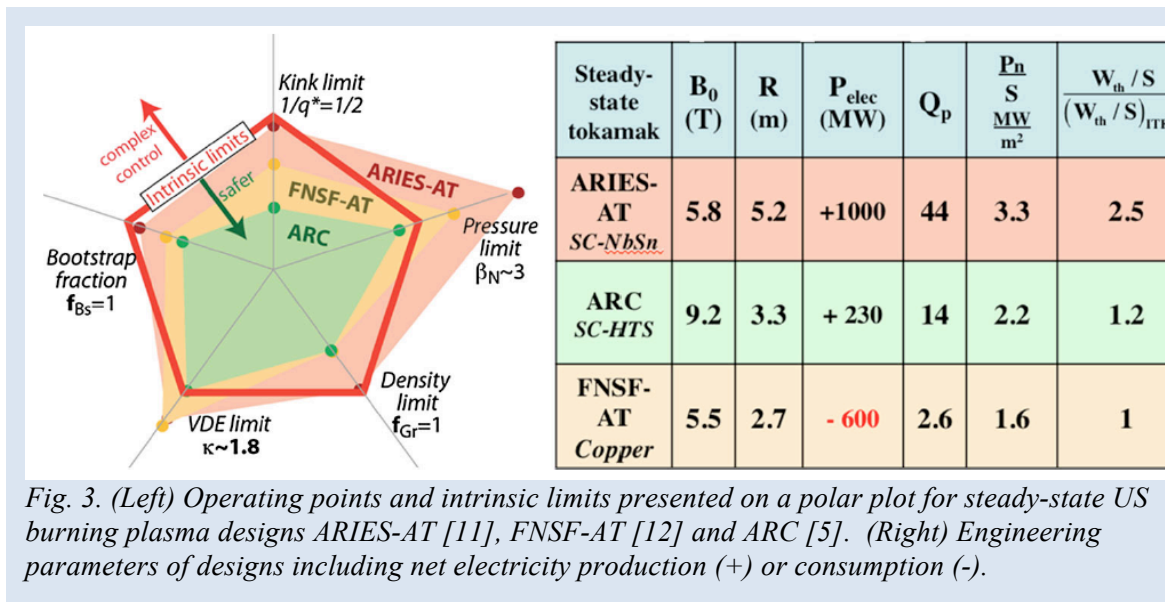 Kink limit
1/q*=1/2
complex
control
Intrinsic limits
safer
ARIES-AT
FNSF-AT
ARC
Pressure
limit
βN~3
Bootstrap
fraction
fBs=1
Density
limit
fGr=1
VDE limit
κ~1.8
Steady-state tokamak | B0 (T) | R (m) | Pelec (MW) | Qp | Pn / S MW / m² | Wth / S / (Wth / S)ITE
ARIES-AT SC-NbSn | 5.8 | 5.2 | +1000 | 44 | 3.3 | 2.5
ARC SC-HTS | 9.2 | 3.3 | + 230 | 14 | 2.2 | 1.2
FNSF-AT Copper | 5.5 | 2.7 | - 600 | 2.6 | 1.6 | 1
Fig. 3. (Left) Operating points and intrinsic limits presented on a polar plot for steady-state US
burning plasma designs ARIES-AT [11], FNSF-AT [12] and ARC [5]. (Right) Engineering
parameters of designs including net electricity production (+) or consumption (-).